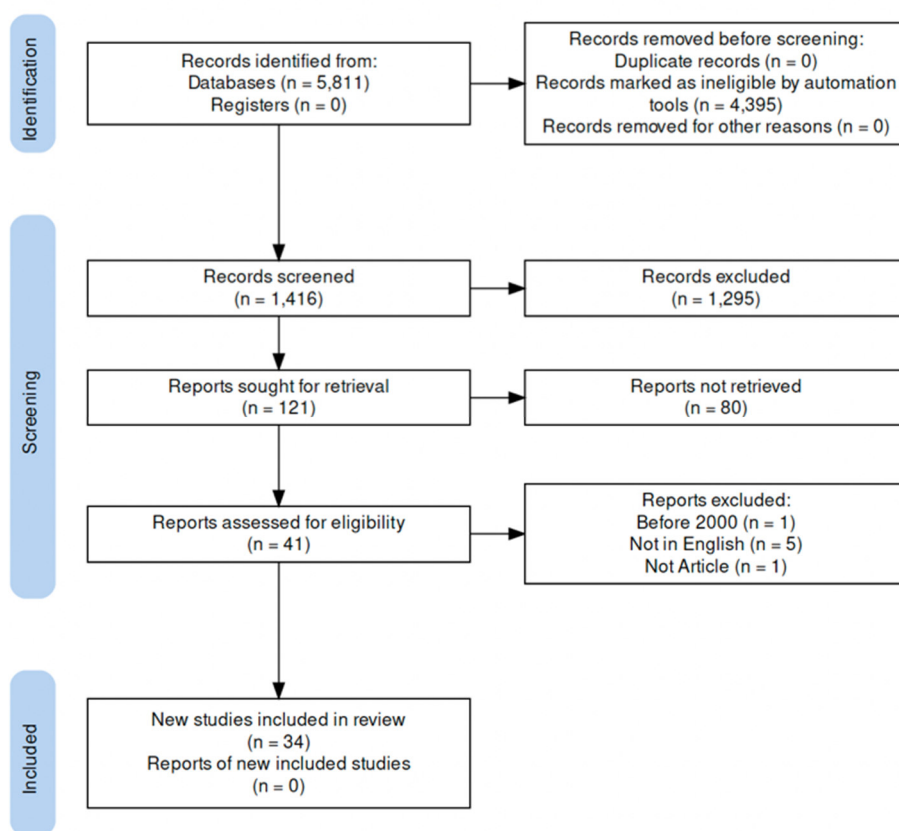 Identification
Records identified from:
Databases (n = 5,811)
Registers (n = 0)
Records removed before screening:
Duplicate records (n = 0)
Records marked as ineligible by automation
tools (n = 4,395)
Records removed for other reasons (n = 0)
Screening
Records screened
(n = 1,416)
Records excluded
(n = 1,295)
Reports sought for retrieval
(n = 121)
Reports not retrieved
(n = 80)
Reports assessed for eligibility
(n = 41)
Reports excluded:
Before 2000 (n = 1)
Not in English (n = 5)
Not Article (n = 1)
Included
New studies included in review
(n = 34)
Reports of new included studies
(n = 0)